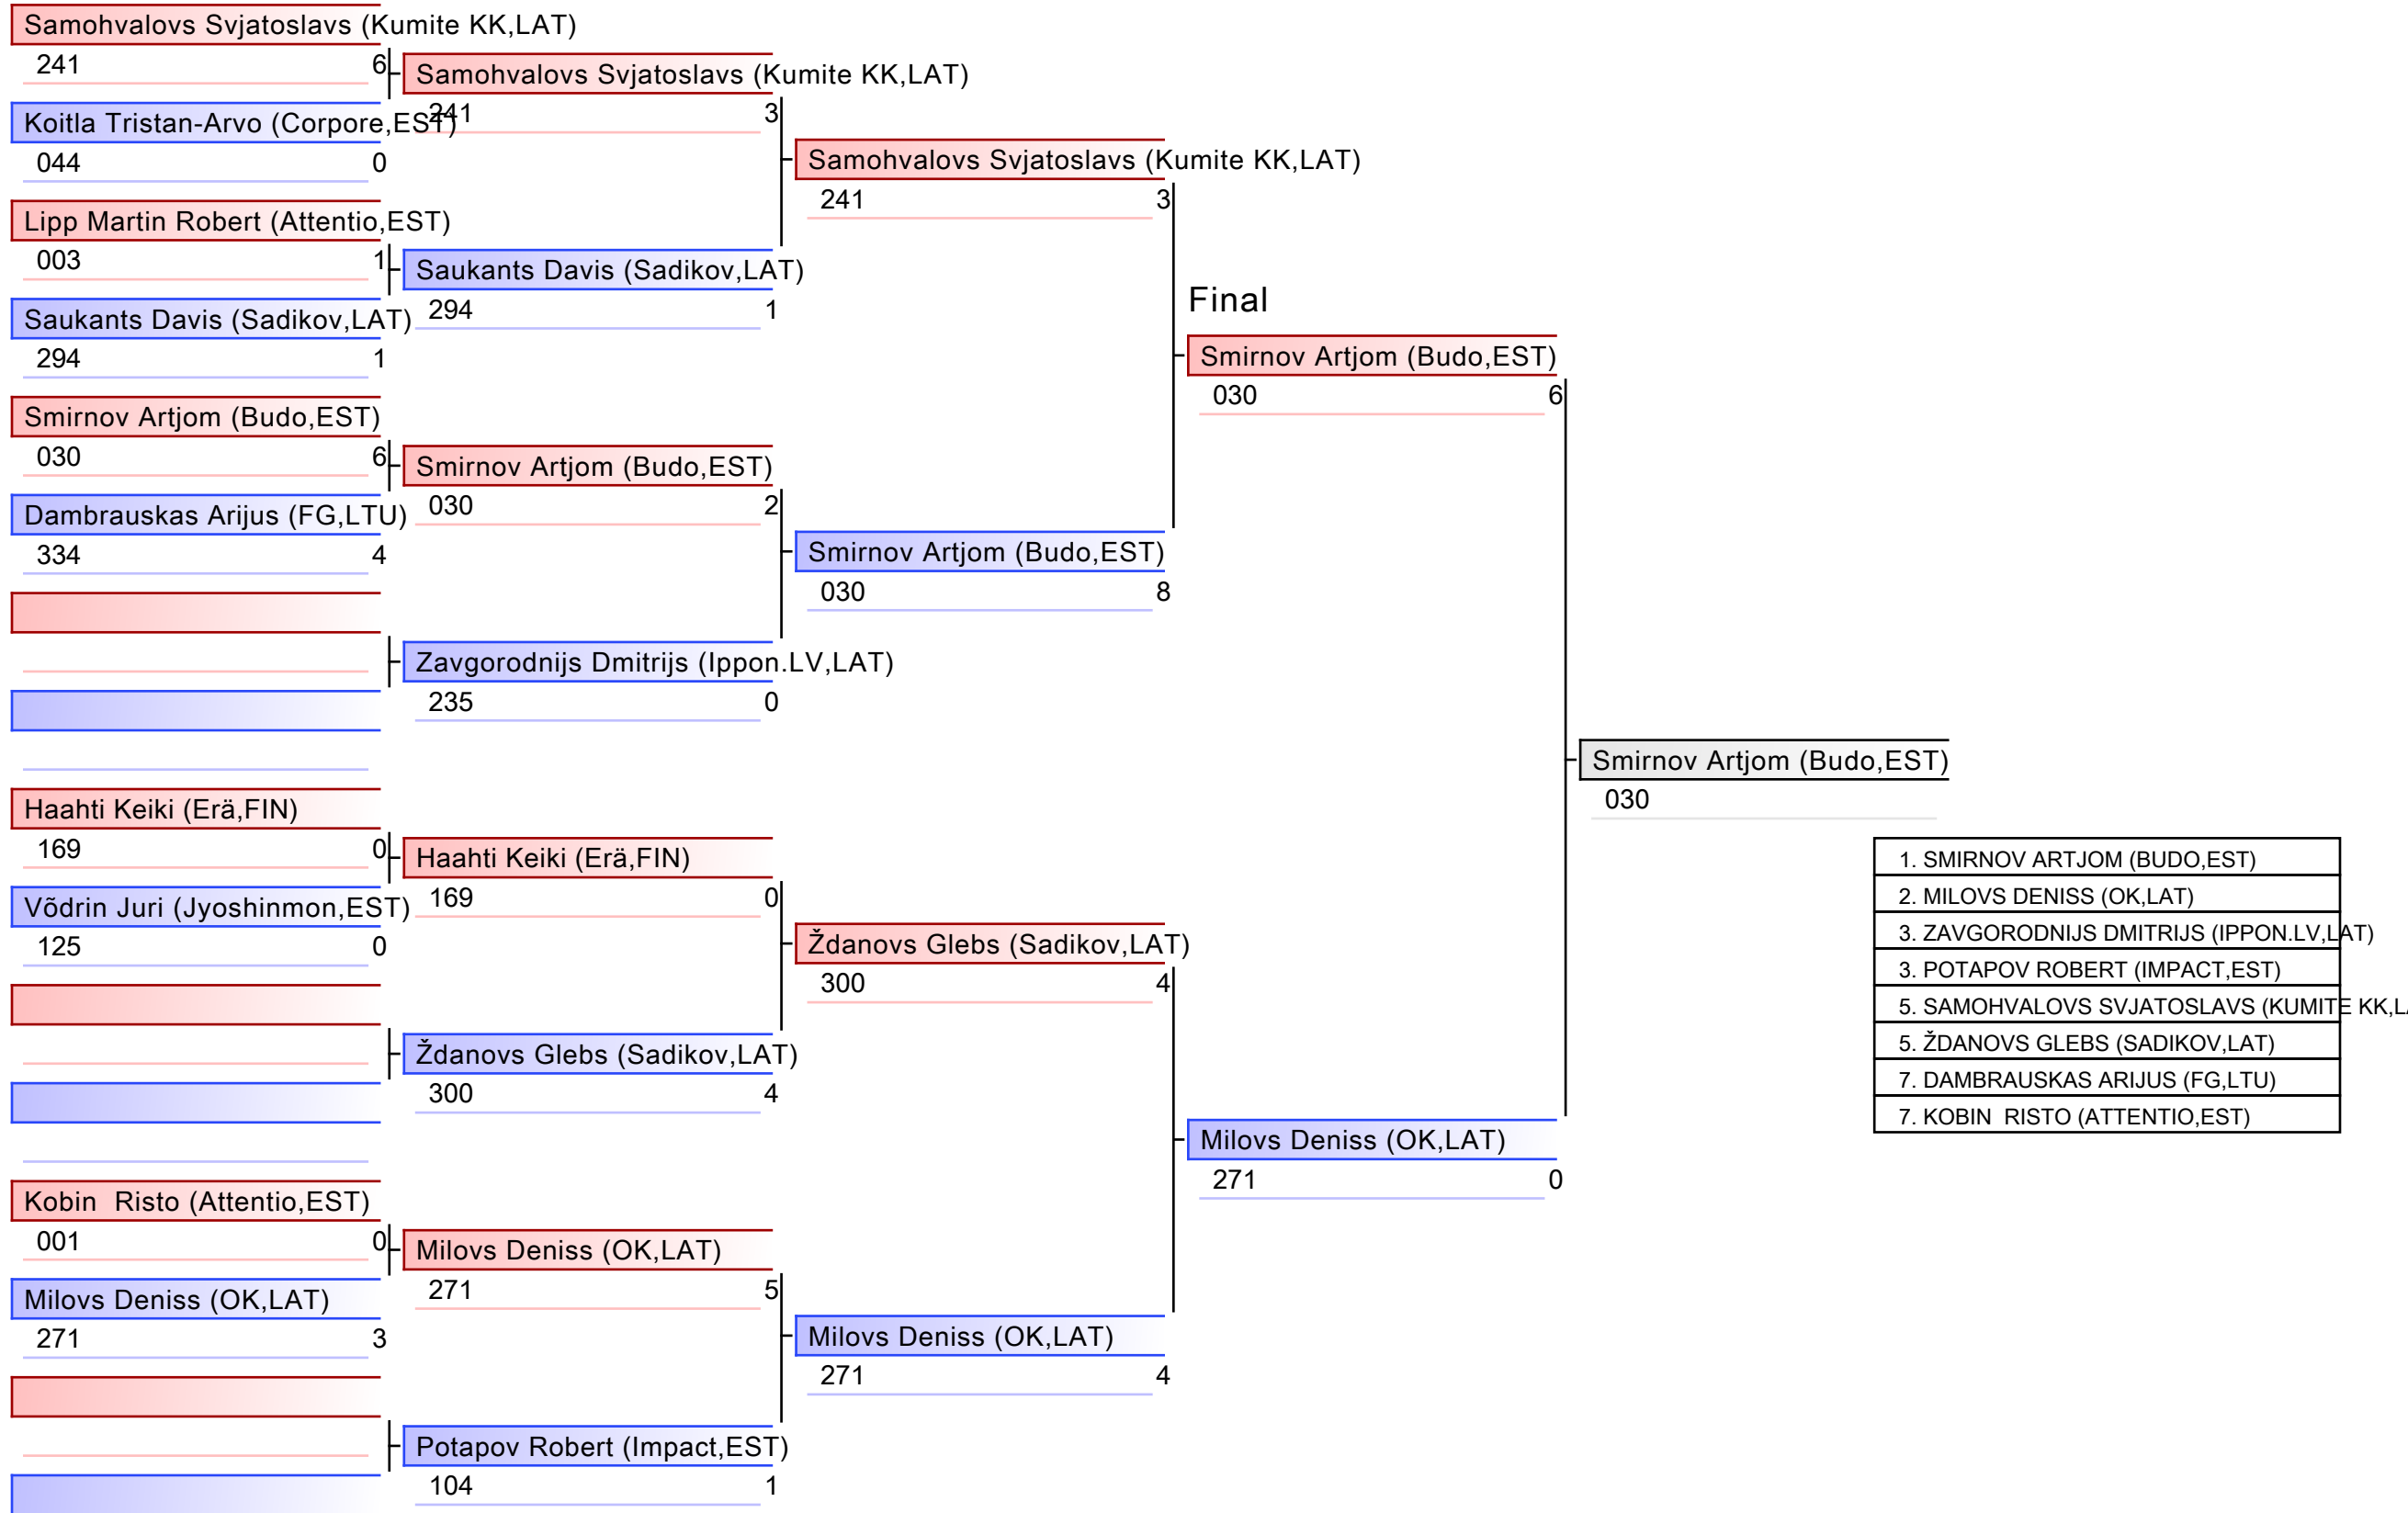 Samohvalovs Svjatoslavs (Kumite KK,LAT)
241 6
Koitla Tristan-Arvo (Corpore,EST)
044 0
Lipp Martin Robert (Attentio,EST)
003 1
Saukants Davis (Sadikov,LAT)
294 1
Smirnov Artjom (Budo,EST)
030 6
Dambrauskas Arijus (FG,LTU)
334 4
Haahti Keiki (Erä,FIN)
169 0
Võdrin Juri (Jyoshinmon,EST)
125 0
Kobin  Risto (Attentio,EST)
001 0
Milovs Deniss (OK,LAT)
271 3
Samohvalovs Svjatoslavs (Kumite KK,LAT)
241 3
Saukants Davis (Sadikov,LAT)
294 1
Smirnov Artjom (Budo,EST)
030 2
Zavgorodnijs Dmitrijs (Ippon.LV,LAT)
235 0
Haahti Keiki (Erä,FIN)
169 0
Ždanovs Glebs (Sadikov,LAT)
300 4
Milovs Deniss (OK,LAT)
271 5
Potapov Robert (Impact,EST)
104 1
Samohvalovs Svjatoslavs (Kumite KK,LAT)
241 3
Smirnov Artjom (Budo,EST)
030 8
Ždanovs Glebs (Sadikov,LAT)
300 4
Milovs Deniss (OK,LAT)
271 4
Final
Smirnov Artjom (Budo,EST)
030 6
Milovs Deniss (OK,LAT)
271 0
Smirnov Artjom (Budo,EST)
030
1. SMIRNOV ARTJOM (BUDO,EST)
2. MILOVS DENISS (OK,LAT)
3. ZAVGORODNIJS DMITRIJS (IPPON.LV,LAT)
3. POTAPOV ROBERT (IMPACT,EST)
5. SAMOHVALOVS SVJATOSLAVS (KUMITE KK,L
5. ŽDANOVS GLEBS (SADIKOV,LAT)
7. DAMBRAUSKAS ARIJUS (FG,LTU)
7. KOBIN  RISTO (ATTENTIO,EST)